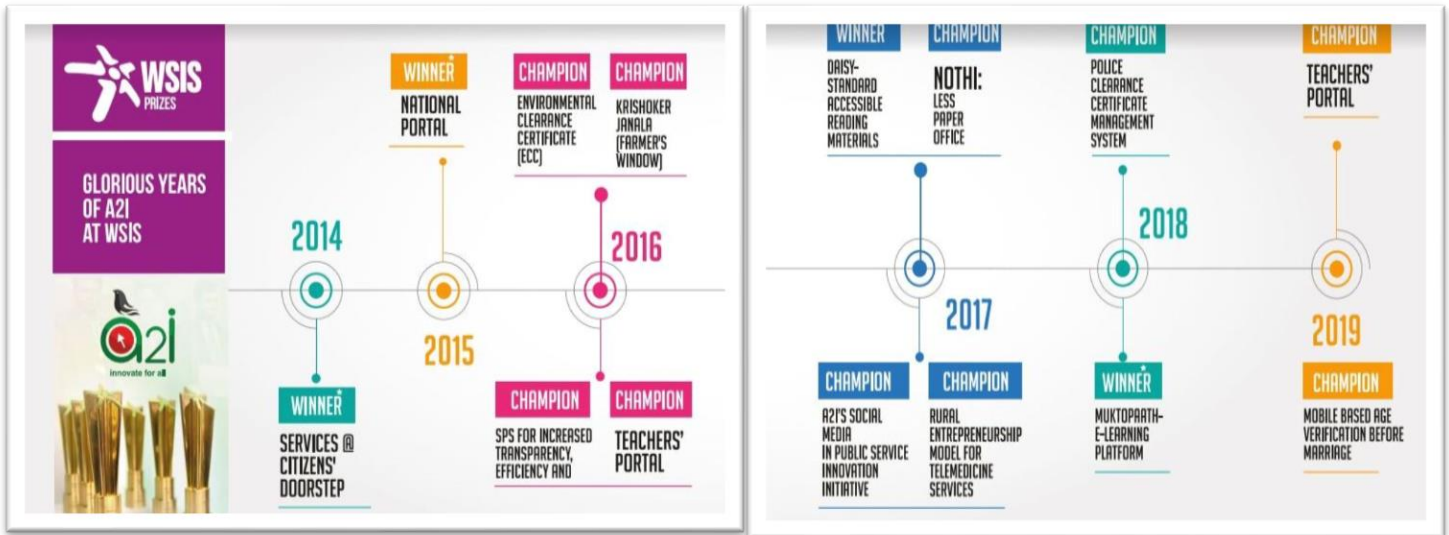 WSIS
PRIZES
GLORIOUS YEARS
OF A2I
AT WSIS
a2i
innovate for all
2014
WINNER*
SERVICES @
CITIZENS'
DOORSTEP
WINNER*
NATIONAL
PORTAL
2015
CHAMPION
ENVIRONMENTAL
CLEARANCE
CERTIFICATE
(ECC)
CHAMPION
KRISHOKER
JANALA
(FARMER'S
WINDOW)
2016
CHAMPION
SPS FOR INCREASED
TRANSPARENCY,
EFFICIENCY AND
CHAMPION
TEACHERS'
PORTAL
WINNER
DAISY-
STANDARD
ACCESSIBLE
READING
MATERIALS
CHAMPION
NOTHI:
LESS
PAPER
OFFICE
2017
CHAMPION
A2I'S SOCIAL
MEDIA
IN PUBLIC SERVICE
INNOVATION
INITIATIVE
CHAMPION
RURAL
ENTREPRENEURSHIP
MODEL FOR
TELEMEDICINE
SERVICES
CHAMPION
POLICE
CLEARANCE
CERTIFICATE
MANAGEMENT
SYSTEM
2018
WINNER*
MUKTOPAATH-
E-LEARNING
PLATFORM
CHAMPION
TEACHERS'
PORTAL
2019
CHAMPION
MOBILE BASED AGE
VERIFICATION BEFORE
MARRIAGE